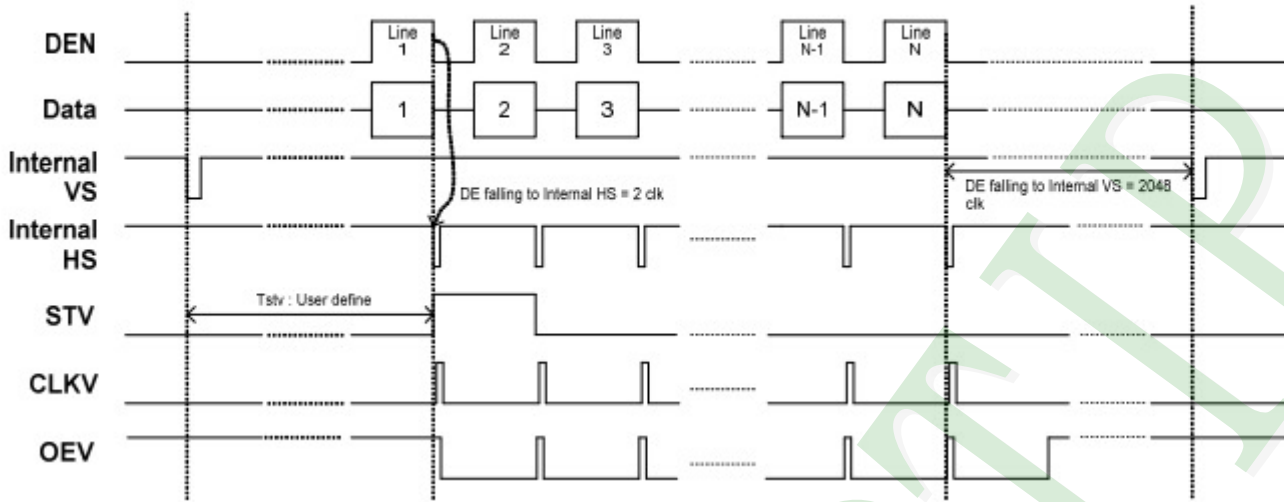 DEN
Line
1
Line
2
Line
3
Line
N-1
Line
N
Data
1
2
3
N-1
N
Internal
VS
DE falling to Internal HS = 2 clk
DE falling to Internal VS = 2048
clk
Internal
HS
Tstv : User define
STV
CLKV
OEV
TIP